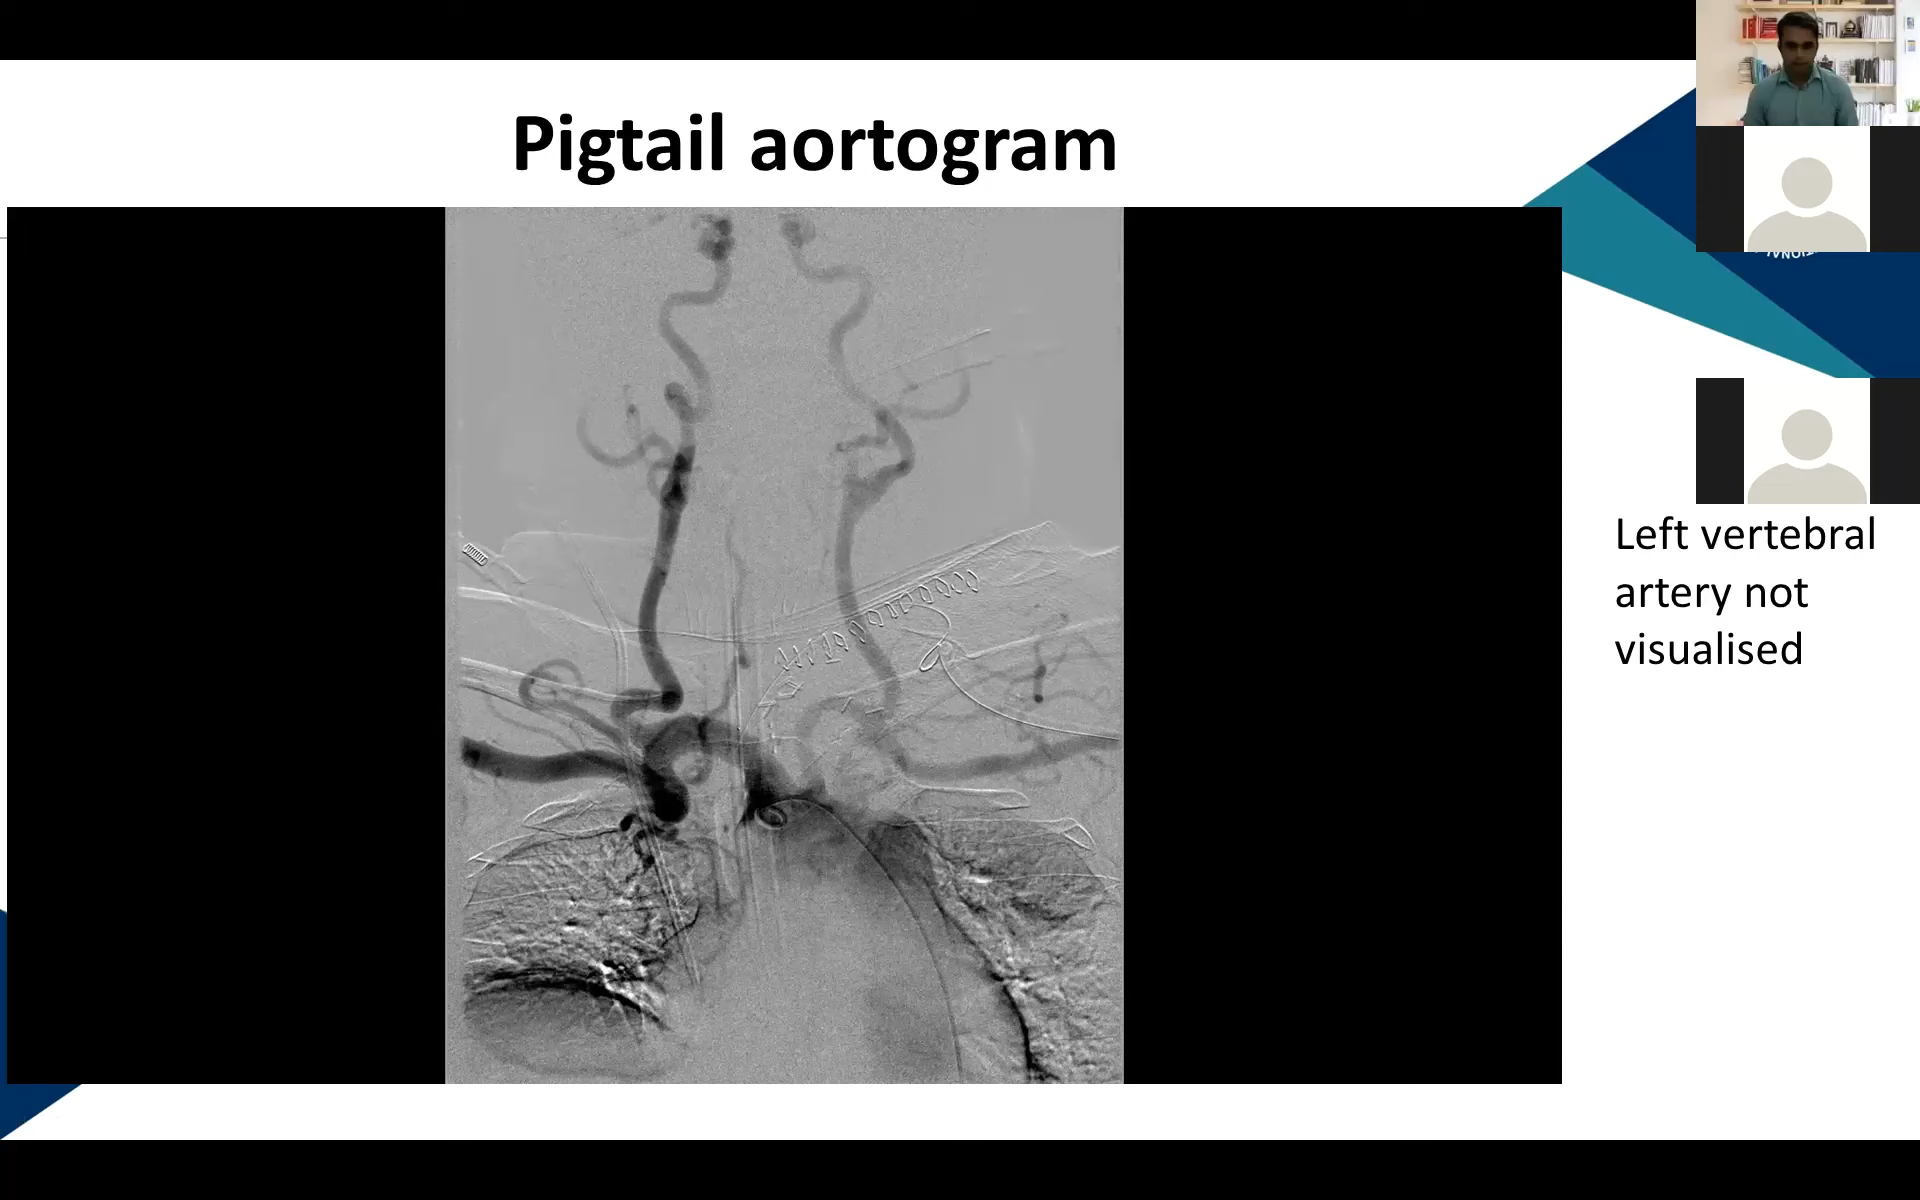 Pigtail aortogram
Left vertebral
artery not
visualised